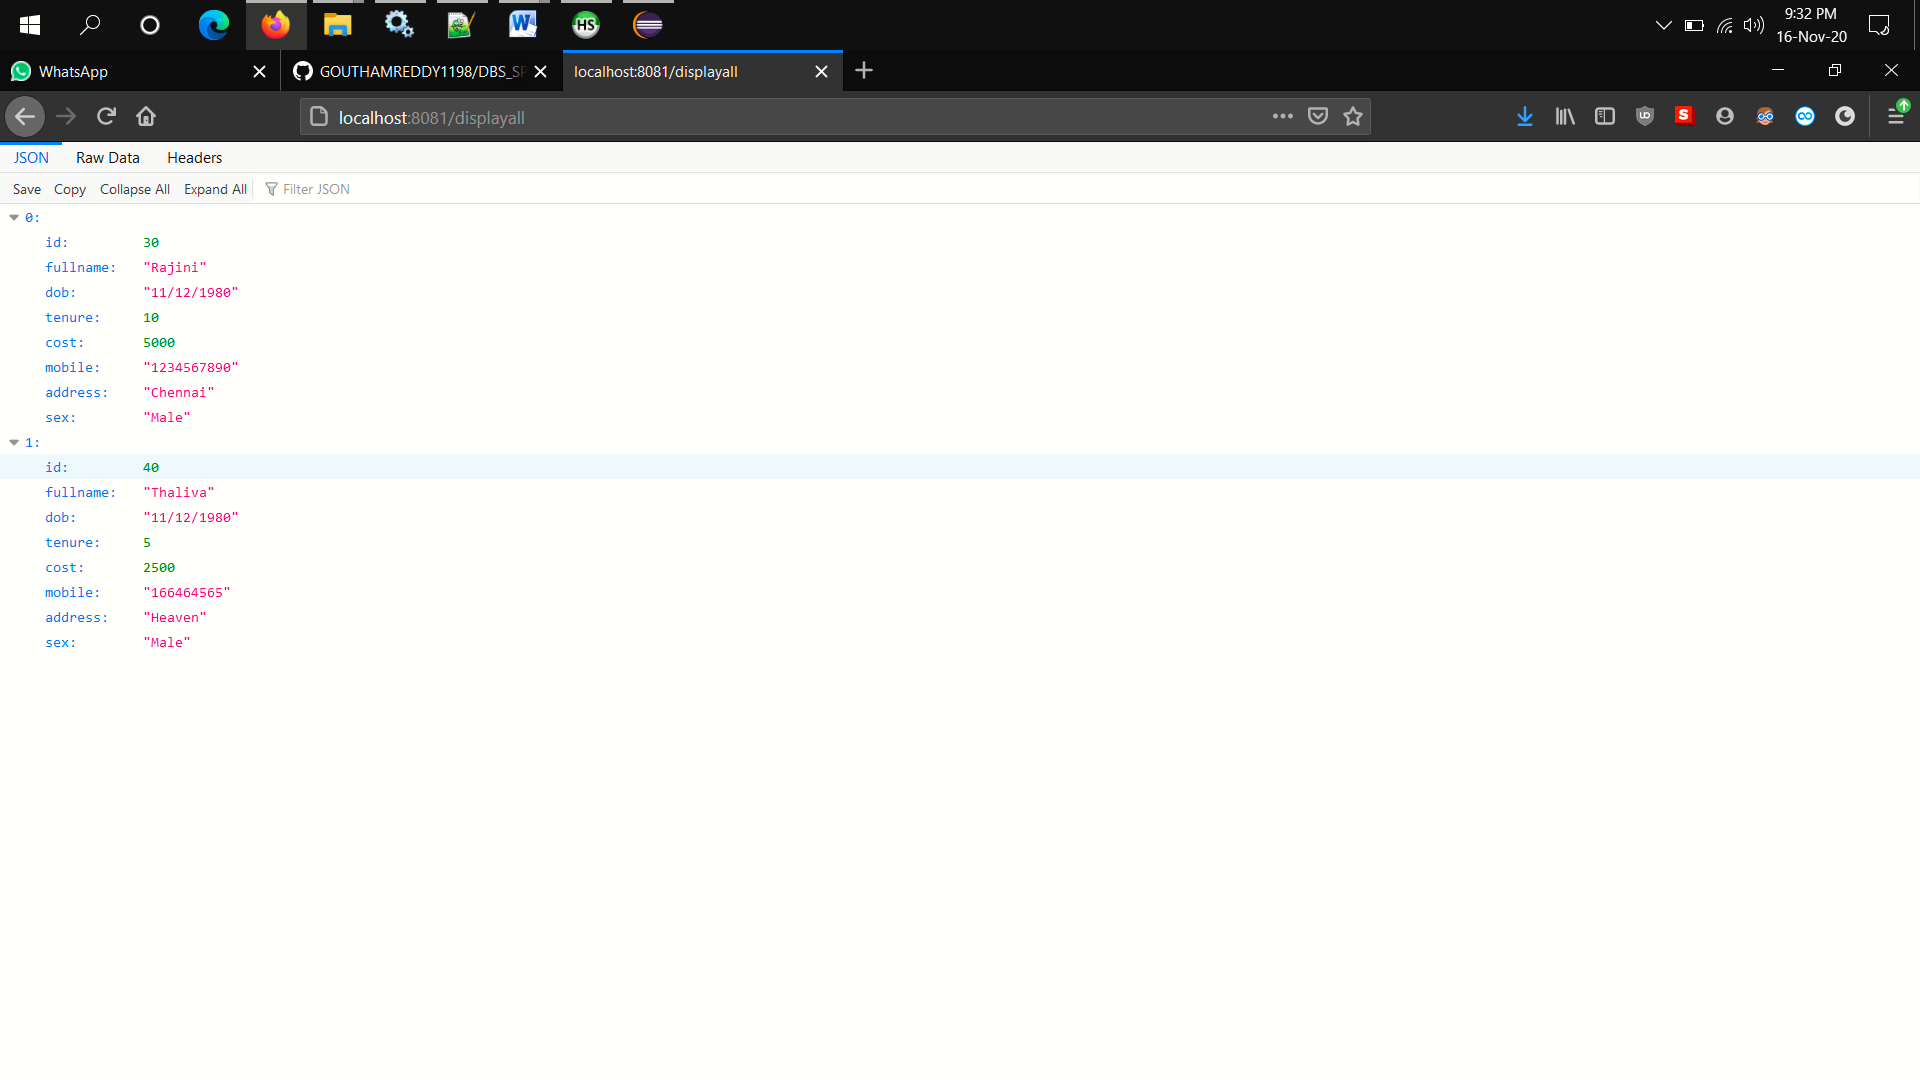 9:32 PM
16-Nov-20
WhatsApp
GOUTHAMREDDY1198/DBS_SP
localhost:8081/displayall
localhost:8081/displayall
JSON Raw Data Headers
Save Copy Collapse All Expand All Filter JSON
0:
id: 30
fullname: "Rajini"
dob: "11/12/1980"
tenure: 10
cost: 5000
mobile: "1234567890"
address: "Chennai"
sex: "Male"
1:
id: 40
fullname: "Thaliva"
dob: "11/12/1980"
tenure: 5
cost: 2500
mobile: "166464565"
address: "Heaven"
sex: "Male"